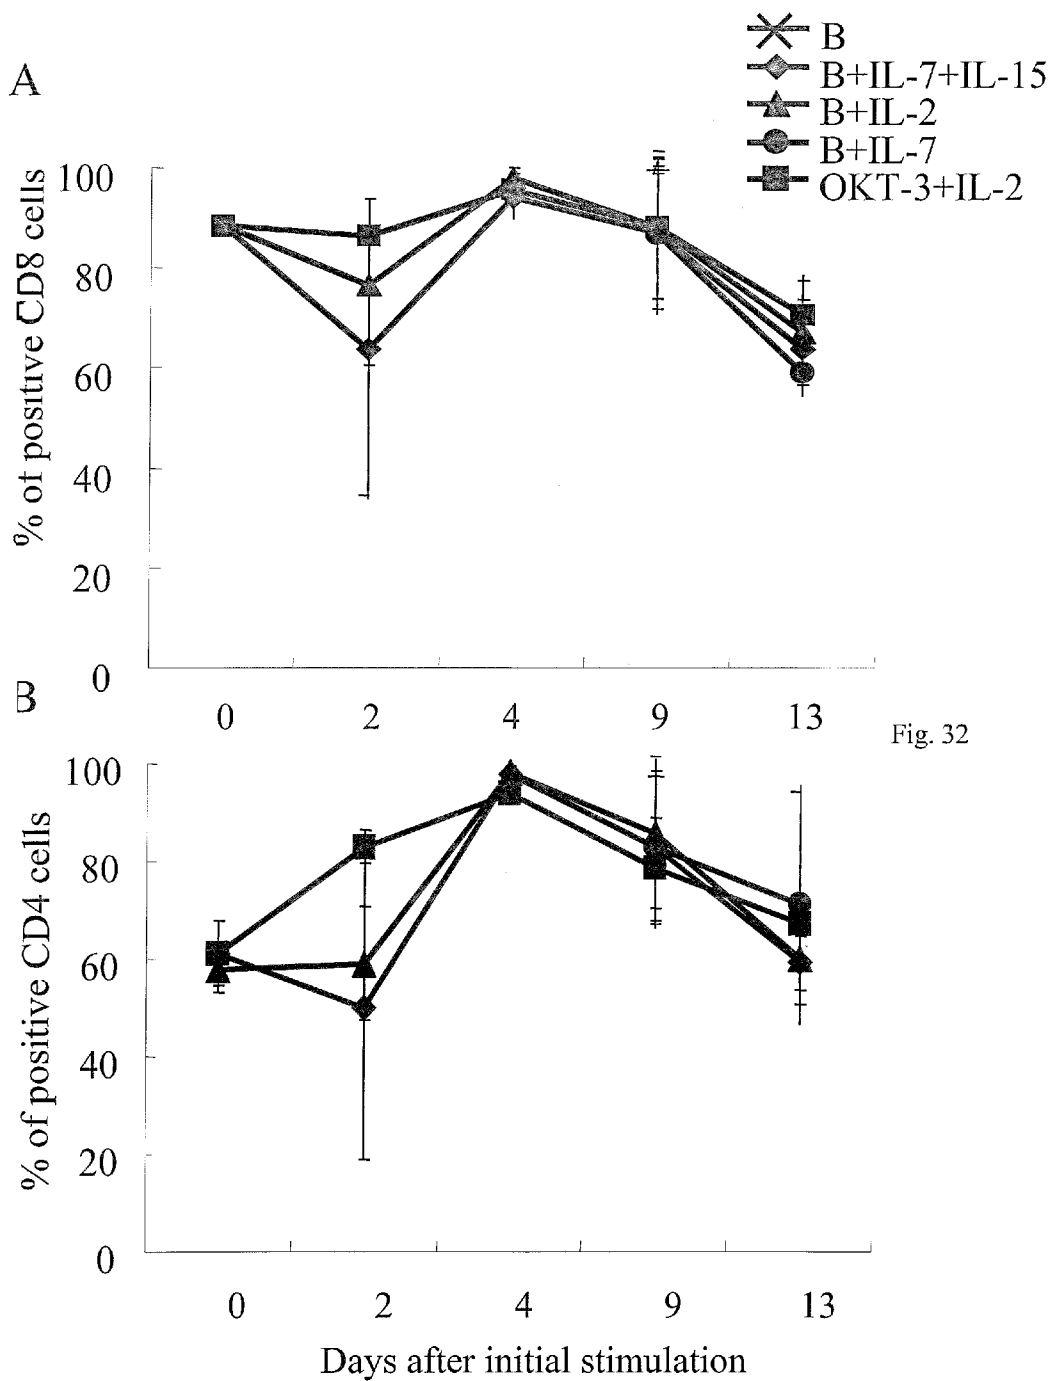 B
B+IL-7+IL-15
B+IL-2
B+IL-7
OKT-3+IL-2
A
% of positive CD8 cells
100
80
60
40
20
0
0 2 4 9 13
Fig. 32
B
% of positive CD4 cells
100
80
60
40
20
0
0 2 4 9 13
Days after initial stimulation